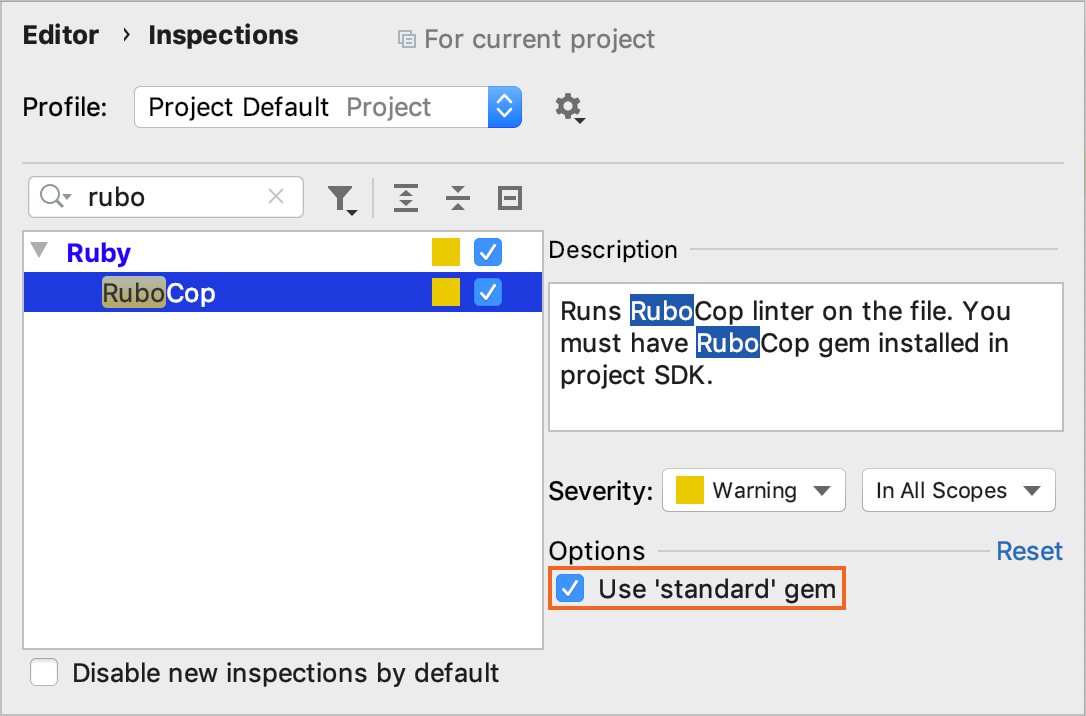 Editor › Inspections For current project
Profile: Project Default Project
rubo
Ruby
RuboCop
Description
Runs RuboCop linter on the file. You
must have RuboCop gem installed in
project SDK.
Severity: Warning In All Scopes
Options Reset
Use 'standard' gem
Disable new inspections by default